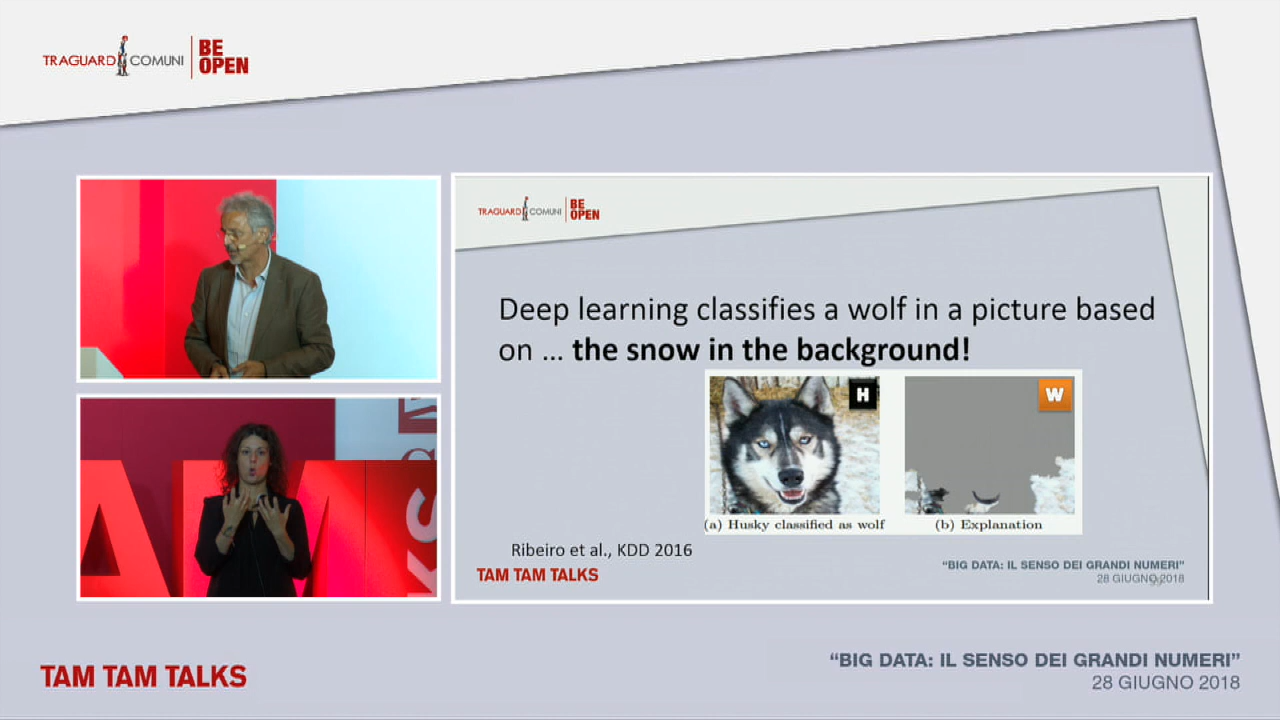 TRAGUARDI COMUNI
BE
OPEN
TRAGUARDI COMUNI
BE
OPEN
Deep learning classifies a wolf in a picture based
on ... the snow in the background!
H
W
(a) Husky classified as wolf
(b) Explanation
Ribeiro et al., KDD 2016
TAM TAM TALKS
“BIG DATA: IL SENSO DEI GRANDI NUMERI”
28 GIUGNO 2018
AM
KS
TAM TAM TALKS
“BIG DATA: IL SENSO DEI GRANDI NUMERI”
28 GIUGNO 2018